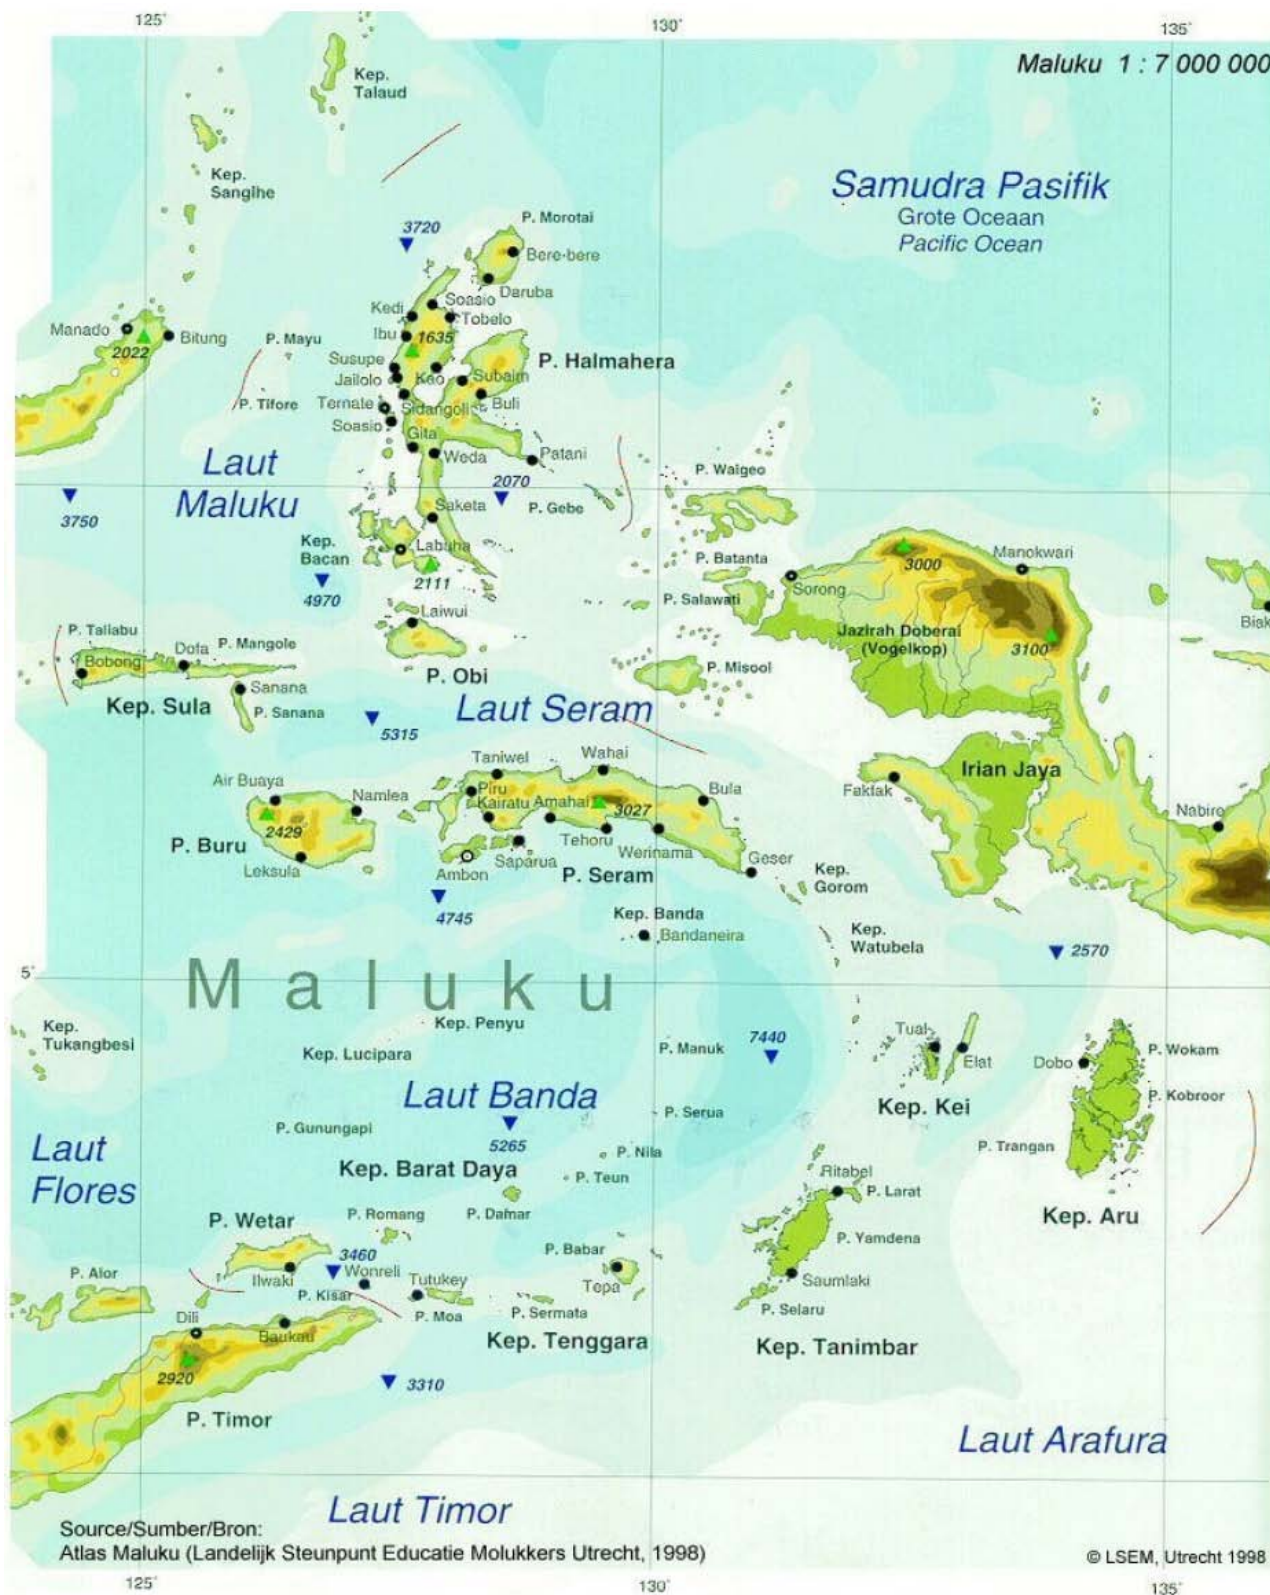 125°
130°
135°
Maluku 1 : 7 000 000
Kep.
Talaud
Kep.
Sangihe
Samudra Pasifik
Grote Oceaan
Pacific Ocean
P. Morotai
3720
Bere-bere
Daruba
Soasio
Kedi
Tobelo
Manado
Bitung
2022
P. Mayu
Ibu
1635
Susupe
P. Halmahera
Jailolo
Kao
Subaim
P. Tifore
Ternate
Sidangoli
Buli
Soasio
Gita
Weda
Patani
Laut
Maluku
P. Waigeo
2070
P. Gebe
3750
Saketa
Kep.
Bacan
Labuha
4970
2111
P. Batanta
3000
Manokwari
Sorong
P. Salawati
Biak
Laiwui
P. Taliabu
Dofa
P. Mangole
Jazirah Doberai
(Vogelkop)
3100
Bobong
P. Obi
P. Misool
Kep. Sula
Sanana
P. Sanana
Laut Seram
5315
Taniwel
Wahai
Irian Jaya
Air Buaya
Namlea
Piru
Kairatu
Amahai
3027
Bula
Fakfak
Nabire
2429
P. Buru
Tehoru
Werinama
Leksula
Ambon
Saparua
P. Seram
Geser
Kep.
Gorom
4745
Kep. Banda
Bandaneira
Kep.
Watubela
2570
5°
Maluku
Kep.
Tukangbesi
Kep. Penyu
Kep. Lucipara
P. Manuk
7440
Tual
Elat
Dobo
P. Wokam
Laut Banda
P. Kobroor
Kep. Kei
P. Serua
P. Gunungapi
5265
Laut
Flores
P. Nila
P. Trangan
Kep. Barat Daya
P. Teun
Ritabel
P. Larat
P. Wetar
P. Romang
P. Damar
Kep. Aru
P. Yamdena
3460
P. Babar
P. Alor
Ilwaki
Wonreli
Tutukey
Tepa
Saumlaki
P. Kisar
P. Moa
P. Sermata
P. Selaru
Dili
Baukau
Kep. Tenggara
Kep. Tanimbar
2920
3310
P. Timor
Laut Arafura
Laut Timor
Source/Sumber/Bron:
Atlas Maluku (Landelijk Steunpunt Educatie Molukkers Utrecht, 1998)
© LSEM, Utrecht 1998
125°
130°
135°